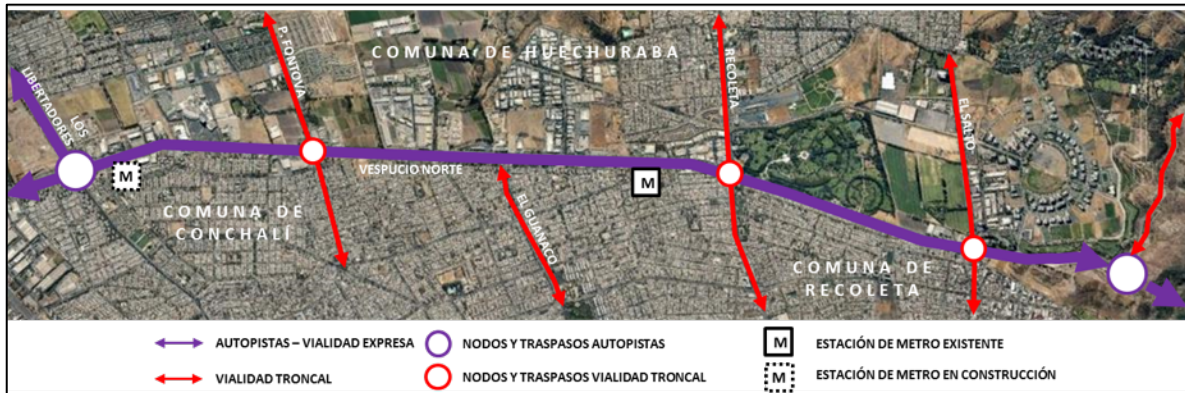 P. FONTOVA
COMUNA DE HUECHURABA
RECOLETA
LOS
LIBERTADORES
EL SALTO
M
VESPUCIO NORTE
M
COMUNA DE
CONCHALÍ
EL GUANACO
COMUNA DE
RECOLETA
AUTOPISTAS – VIALIDAD EXPRESA
NODOS Y TRASPASOS AUTOPISTAS
M
ESTACIÓN DE METRO EXISTENTE
VIALIDAD TRONCAL
NODOS Y TRASPASOS VIALIDAD TRONCAL
M
ESTACIÓN DE METRO EN CONSTRUCCIÓN